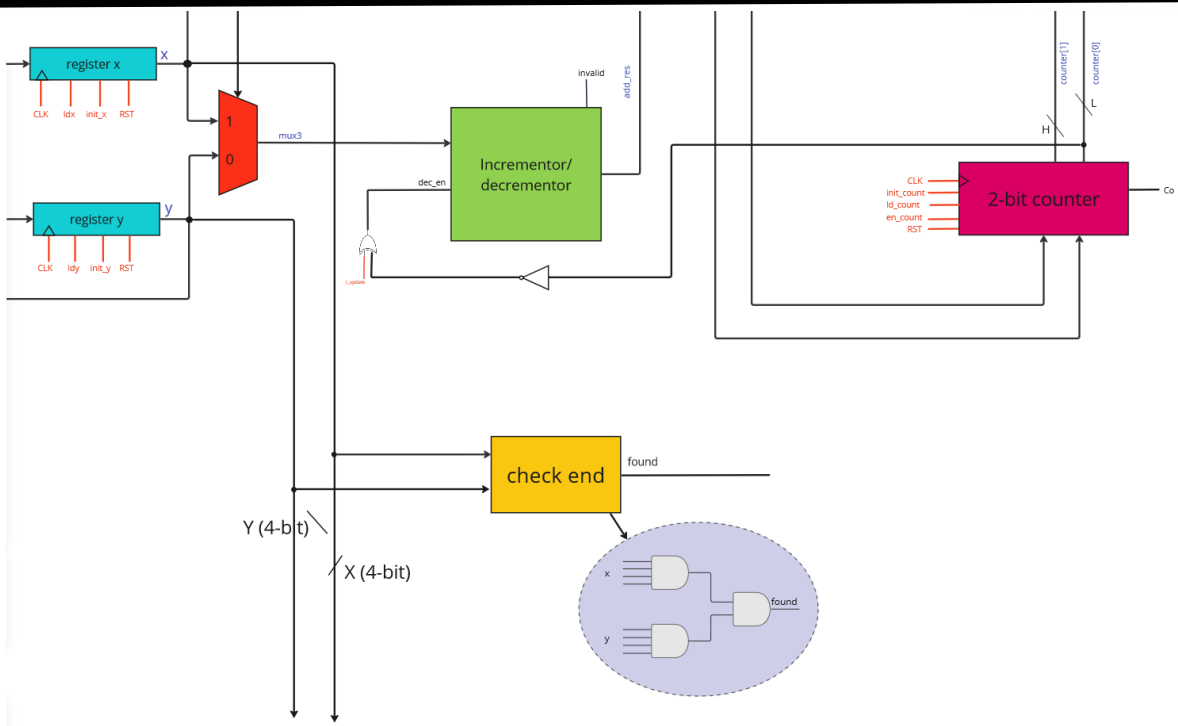 register x
x
CLK
ldx
init_x
RST
1
0
mux3
register y
y
CLK
ldy
init_y
RST
invalid
add_res
Incrementor/
decrementor
dec_en
r_update
counter[1]
counter[0]
H
L
CLK
init_count
ld_count
en_count
RST
2-bit counter
Co
check end
found
Y (4-bit)
X (4-bit)
x
y
found